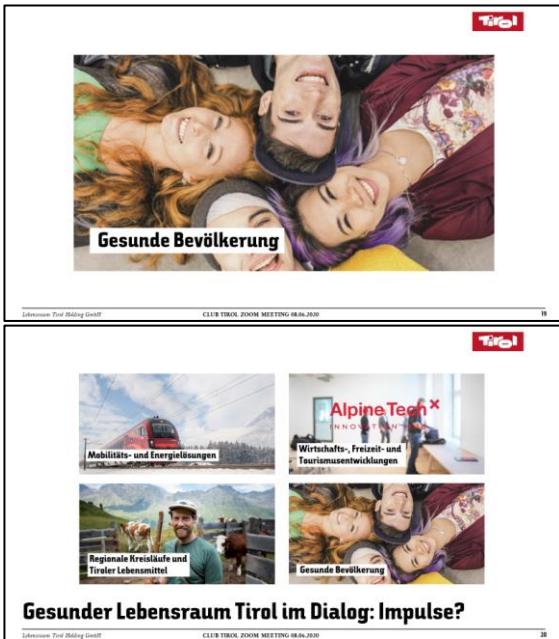 Tirol
Gesunde Bevölkerung
Lebensraum Tirol Holding GmbH
CLUB TIROL ZOOM MEETING 08.06.2020
19
Tirol
Mobilitäts- und Energielösungen
AlpineTechX
INNOVATION
Wirtschafts-, Freizeit- und
Tourismusentwicklungen
Regionale Kreisläufe und
Tiroler Lebensmittel
Gesunde Bevölkerung
Gesunder Lebensraum Tirol im Dialog: Impulse?
Lebensraum Tirol Holding GmbH
CLUB TIROL ZOOM MEETING 08.06.2020
20